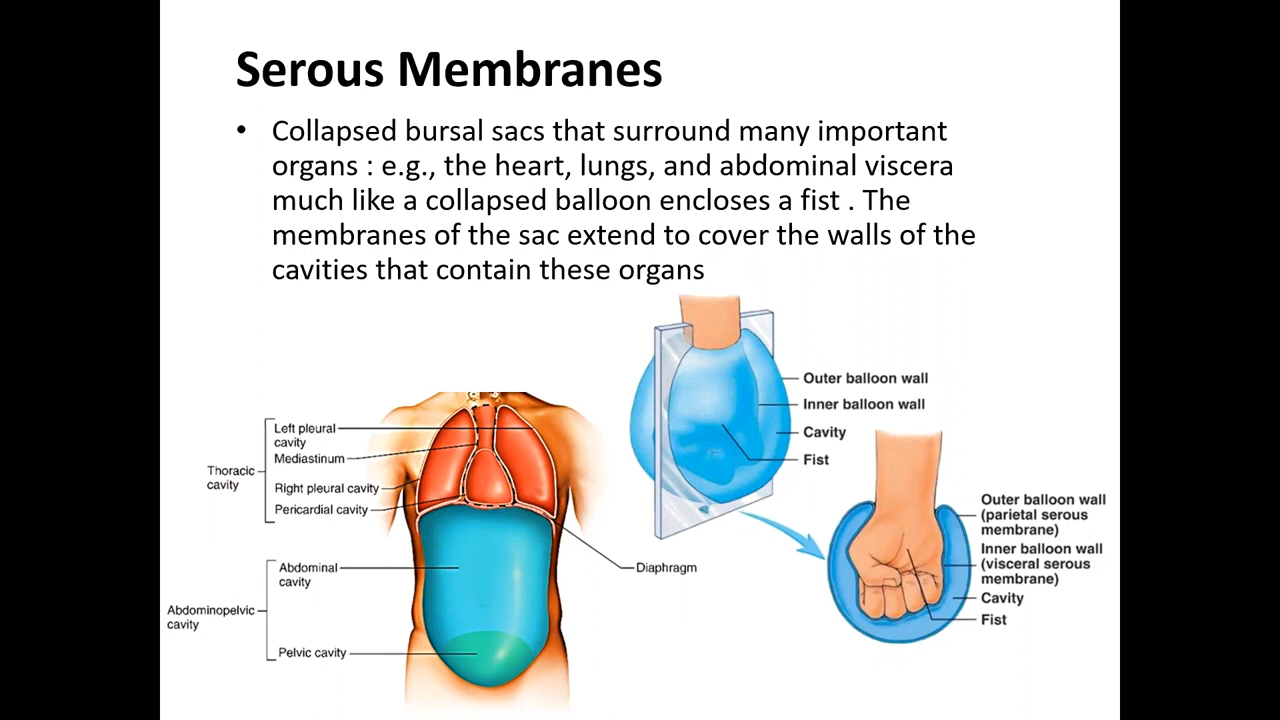 Serous Membranes
• Collapsed bursal sacs that surround many important
organs : e.g., the heart, lungs, and abdominal viscera
much like a collapsed balloon encloses a fist . The
membranes of the sac extend to cover the walls of the
cavities that contain these organs
Outer balloon wall
Inner balloon wall
Cavity
Fist
Left pleural
cavity
Mediastinum
Thoracic
cavity
Right pleural cavity
Pericardial cavity
Diaphragm
Abdominal
cavity
Abdominopelvic
cavity
Pelvic cavity
Outer balloon wall
(parietal serous
membrane)
Inner balloon wall
(visceral serous
membrane)
Cavity
Fist